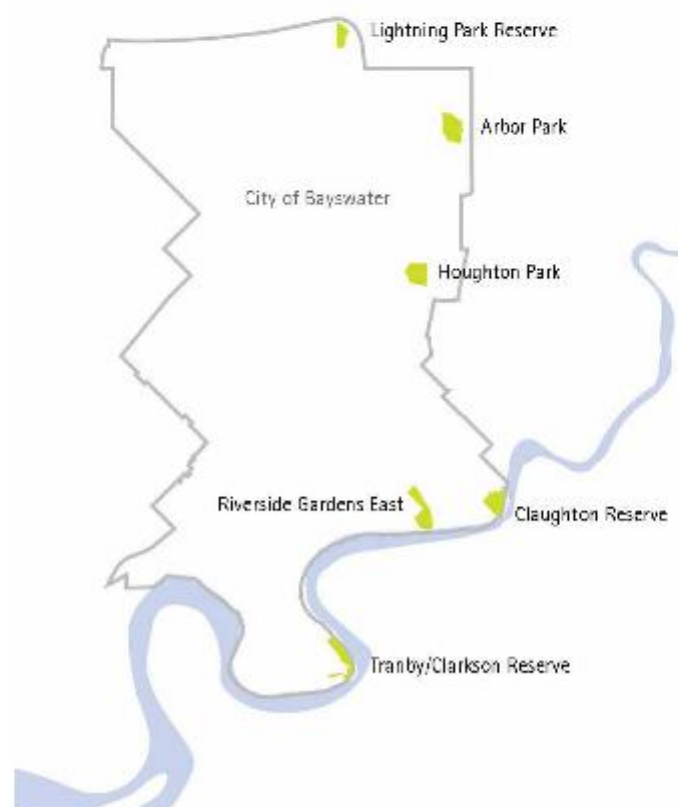 Lightning Park Reserve
Arbor Park
City of Bayswater
Houghton Park
Riverside Gardens East
Claughton Reserve
Tranby/Clarkson Reserve